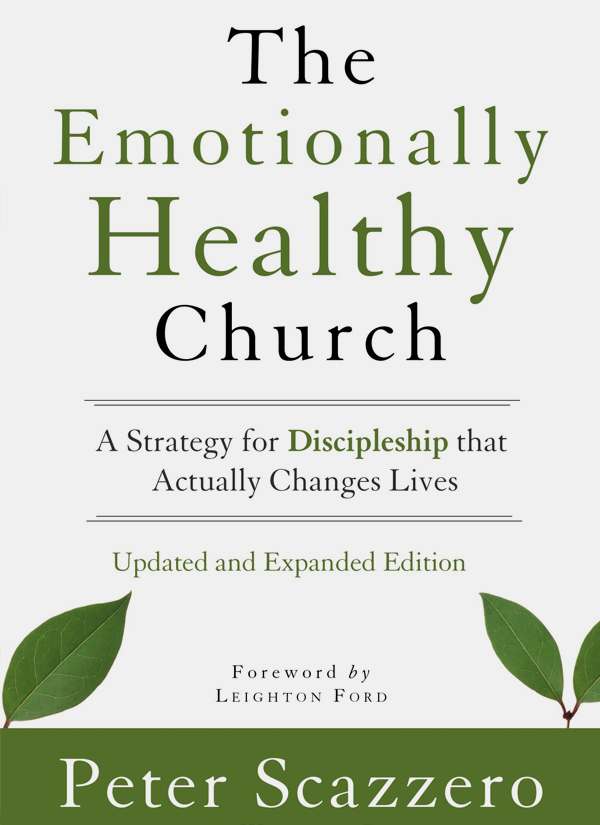 The
Emotionally
Healthy
Church
A Strategy for Discipleship that
Actually Changes Lives
Updated and Expanded Edition
Foreword by
LEIGHTON FORD
Peter Scazzero